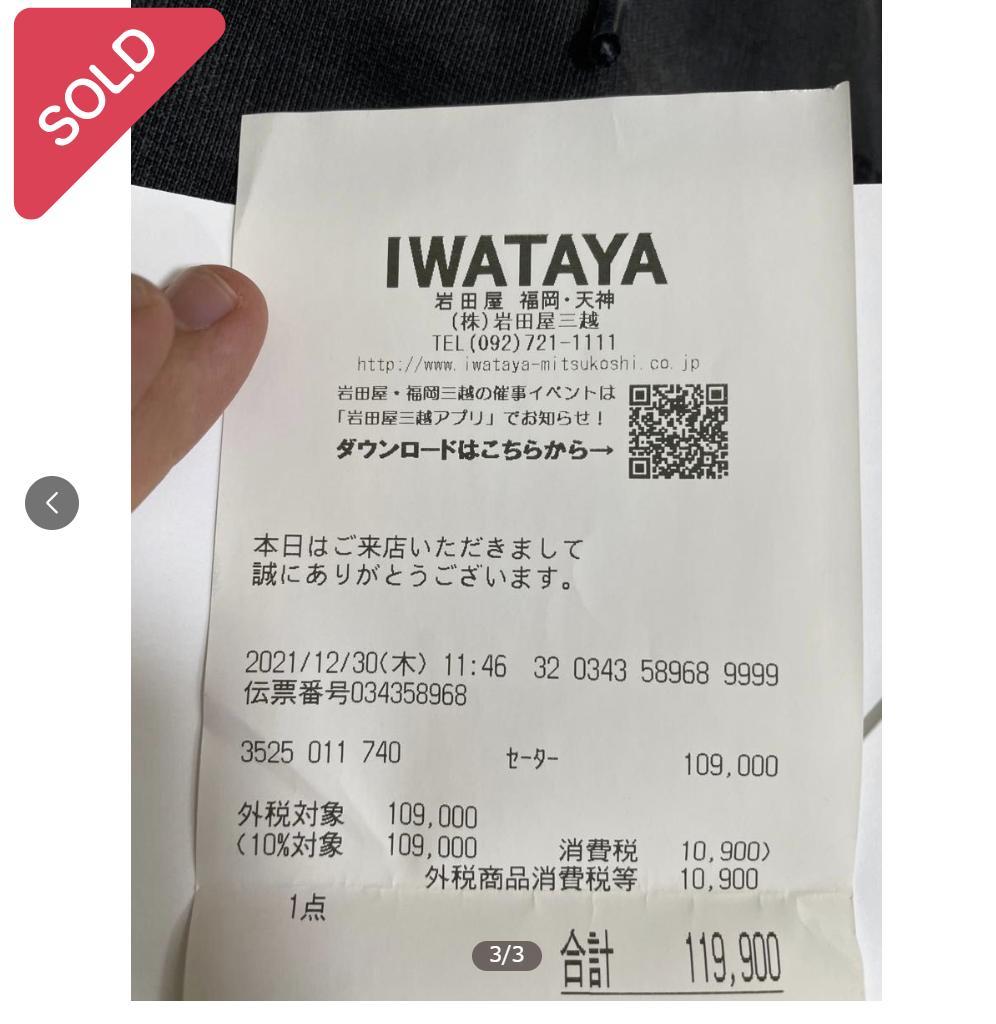 SOLD
IWATAYA
岩田屋 福岡・天神
(株)岩田屋三越
TEL(092)721-1111
http://www.iwataya-mitsukoshi.co.jp
岩田屋・福岡三越の催事イベントは
「岩田屋三越アプリ」でお知らせ!
ダウンロードはこちらから→
本日はご来店いただきまして
誠にありがとうございます。
2021/12/30(木) 11:46 32 0343 58968 9999
伝票番号034358968
3525 011 740 ｾｰﾀｰ 109,000
外税対象 109,000
(10%対象 109,000 消費税 10,900)
外税商品消費税等 10,900
1点
合計 119,900
3/3